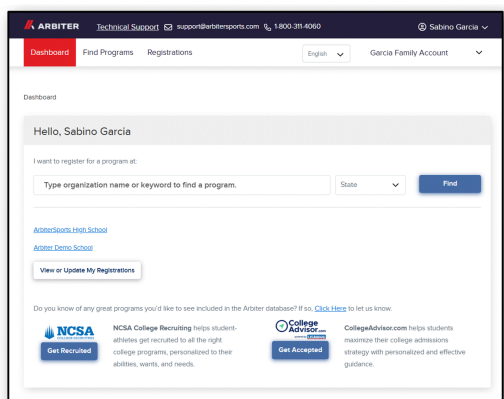 ARBITER Technical Support support@arbitersports.com 1-800-311-4060 Sabino Garcia
Dashboard Find Programs Registrations English Garcia Family Account
Dashboard
Hello, Sabino Garcia
I want to register for a program at:
Type organization name or keyword to find a program. State Find
ArbiterSports High School
Arbiter Demo School
View or Update My Registrations
Do you know of any great programs you'd like to see included in the Arbiter database? If so, Click Here to let us know.
NCSA
Get Recruited
NCSA College Recruiting helps student-
athletes get recruited to all the right
college programs, personalized to their
abilities, wants, and needs.
College
Advisor.com
Get Accepted
CollegeAdvisor.com helps students
maximize their college admissions
strategy with personalized and effective
guidance.